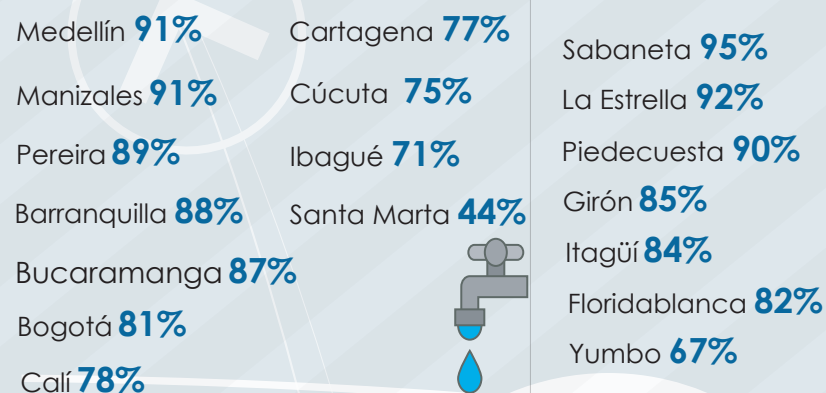 Medellín 91%
Manizales 91%
Pereira 89%
Barranquilla 88%
Bucaramanga 87%
Bogotá 81%
Calí 78%
Cartagena 77%
Cúcuta 75%
Ibagué 71%
Santa Marta 44%
Sabaneta 95%
La Estrella 92%
Piedecuesta 90%
Girón 85%
Itagüí 84%
Floridablanca 82%
Yumbo 67%